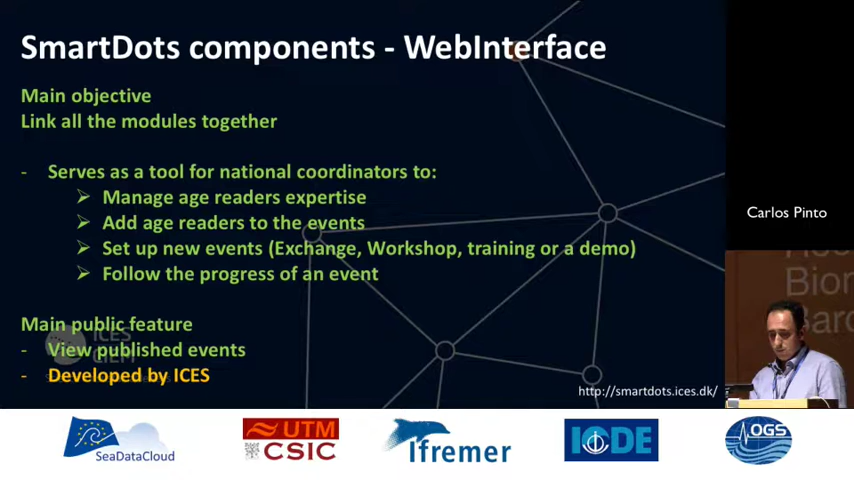 SmartDots components - WebInterface
Main objective
Link all the modules together
- Serves as a tool for national coordinators to:
➢ Manage age readers expertise
➢ Add age readers to the events
➢ Set up new events (Exchange, Workshop, training or a demo)
➢ Follow the progress of an event
Main public feature
- View published events
- Developed by ICES
ICES
CIEM
http://smartdots.ices.dk/
Carlos Pinto
SeaDataCloud
UTM
CSIC
Ifremer
IODE
OGS